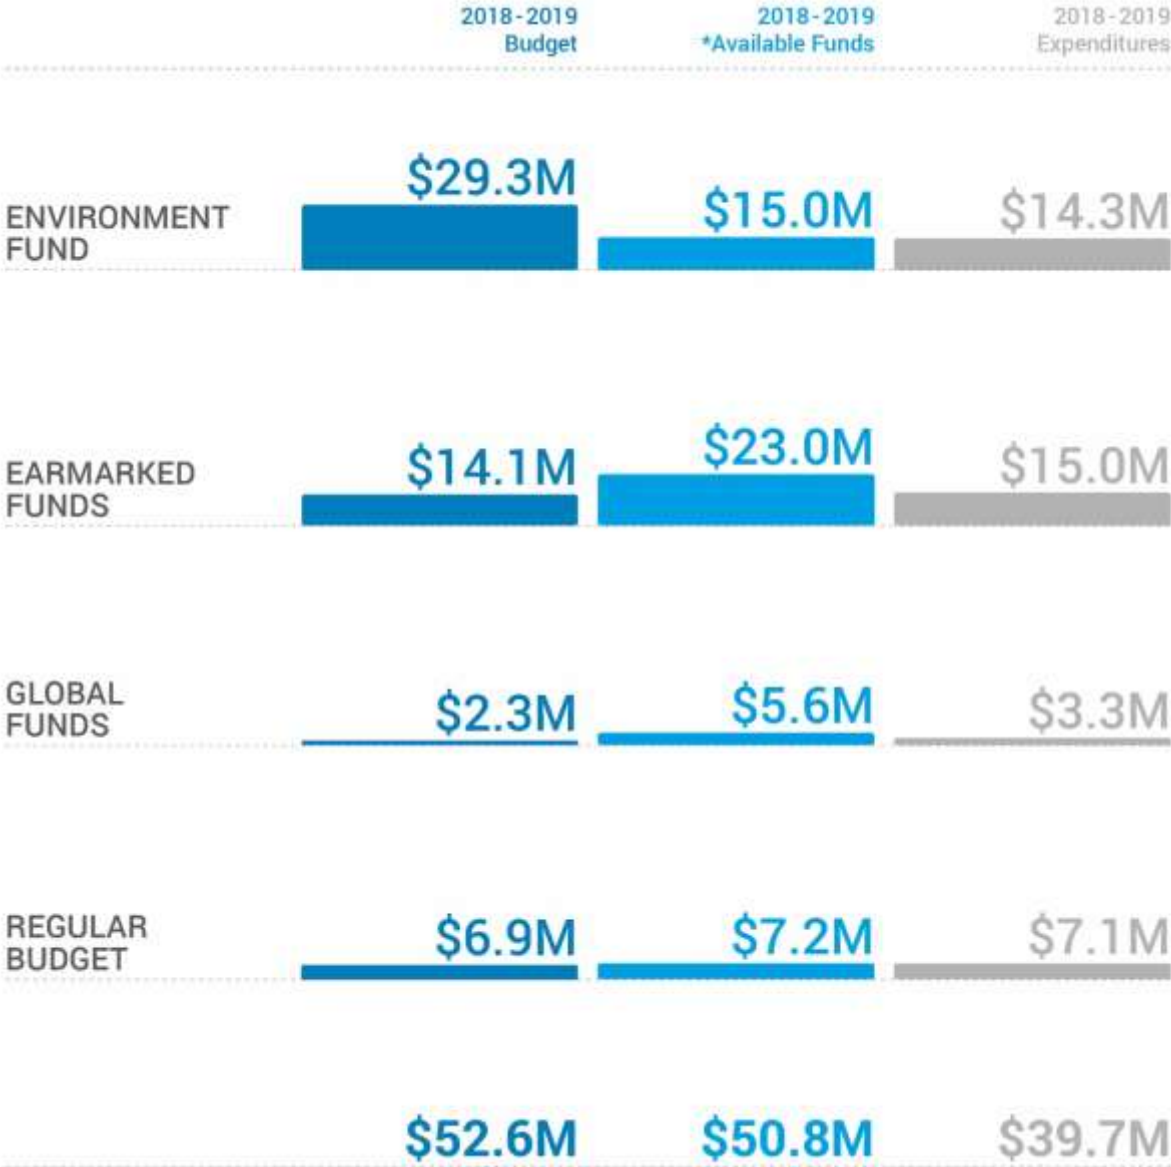 2018-2019 2018-2019 2018-2019
Budget *Available Funds Expenditures
$29.3M $15.0M $14.3M
ENVIRONMENT
FUND
$14.1M $23.0M $15.0M
EARMARKED
FUNDS
GLOBAL
FUNDS
$2.3M $5.6M $3.3M
REGULAR
BUDGET
$6.9M $7.2M $7.1M
$52.6M $50.8M $39.7M